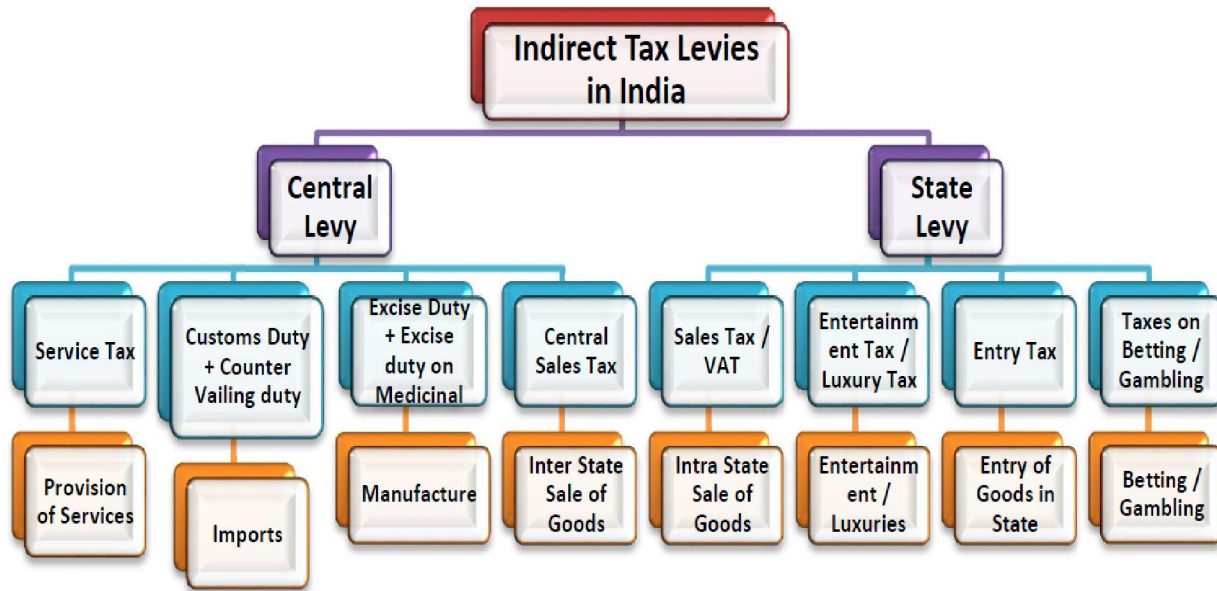 Indirect Tax Levies
in India
Central
Levy
State
Levy
Service Tax
Customs Duty
+ Counter
Vailing duty
Excise Duty
+ Excise
duty on
Medicinal
Central
Sales Tax
Sales Tax /
VAT
Entertainm
ent Tax /
Luxury Tax
Entry Tax
Taxes on
Betting /
Gambling
Provision
of Services
Imports
Manufacture
Inter State
Sale of
Goods
Intra State
Sale of
Goods
Entertainm
ent /
Luxuries
Entry of
Goods in
State
Betting /
Gambling